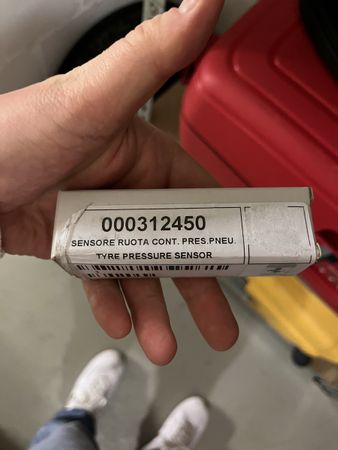 000312450
SENSORE RUOTA CONT. PRES.PNEU.
TYRE PRESSURE SENSOR